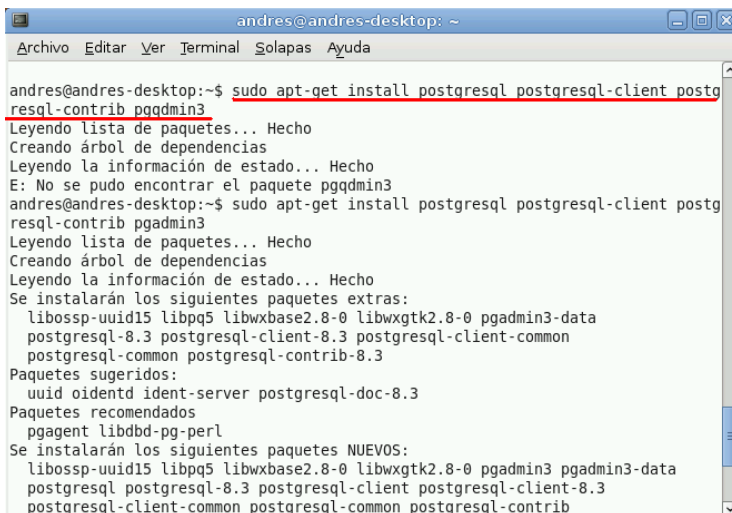 andres@andres-desktop: ~
Archivo Editar Ver Terminal Solapas Ayuda
andres@andres-desktop:~$ sudo apt-get install postgresql postgresql-client postg
resql-contrib pgqdmin3
Leyendo lista de paquetes... Hecho
Creando árbol de dependencias
Leyendo la información de estado... Hecho
E: No se pudo encontrar el paquete pgqdmin3
andres@andres-desktop:~$ sudo apt-get install postgresql postgresql-client postg
resql-contrib pgadmin3
Leyendo lista de paquetes... Hecho
Creando árbol de dependencias
Leyendo la información de estado... Hecho
Se instalarán los siguientes paquetes extras:
  libossp-uuid15 libpq5 libwxbase2.8-0 libwxgtk2.8-0 pgadmin3-data
  postgresql-8.3 postgresql-client-8.3 postgresql-client-common
  postgresql-common postgresql-contrib-8.3
Paquetes sugeridos:
  uuid oidentd ident-server postgresql-doc-8.3
Paquetes recomendados
  pgagent libdbd-pg-perl
Se instalarán los siguientes paquetes NUEVOS:
  libossp-uuid15 libpq5 libwxbase2.8-0 libwxgtk2.8-0 pgadmin3 pgadmin3-data
  postgresql postgresql-8.3 postgresql-client postgresql-client-8.3
  postgresql-client-common postgresql-common postgresql-contrib